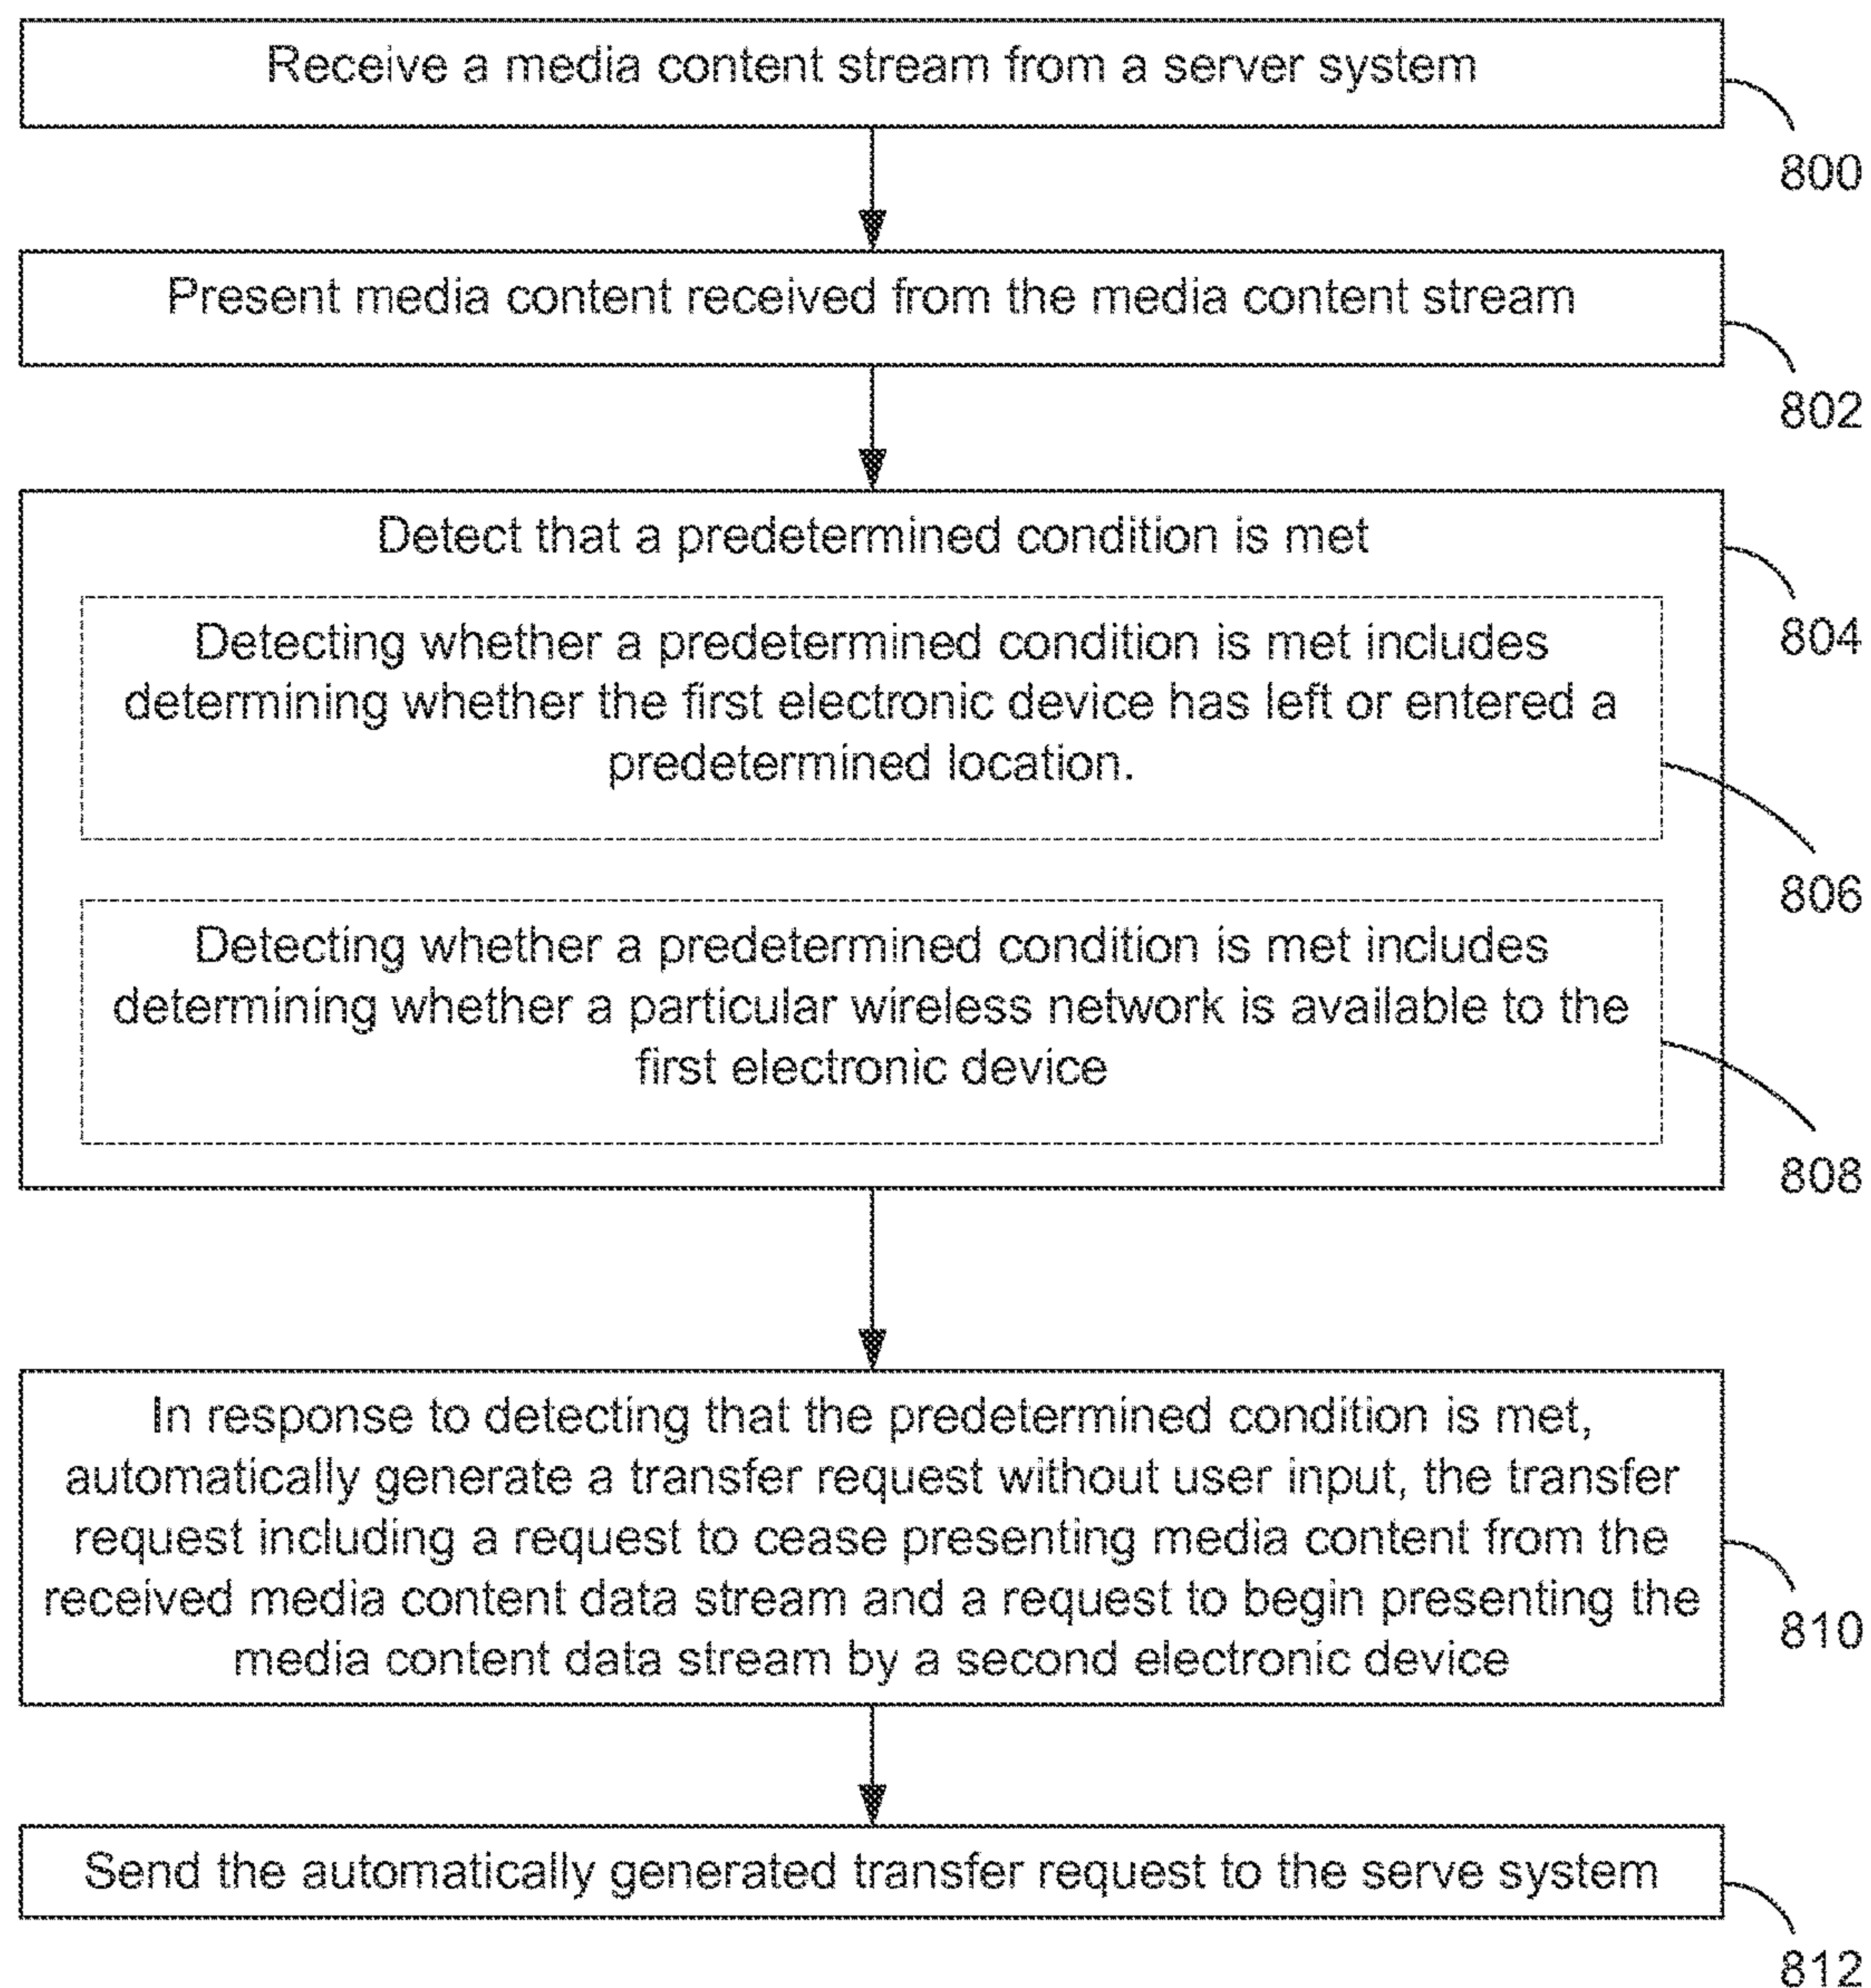 Receive a media content stream from a server system
800
Present media content received from the media content stream
802
Detect that a predetermined condition is met
804
Detecting whether a predetermined condition is met includes
determining whether the first electronic device has left or entered a
predetermined location.
806
Detecting whether a predetermined condition is met includes
determining whether a particular wireless network is available to the
first electronic device
808
In response to detecting that the predetermined condition is met,
automatically generate a transfer request without user input, the transfer
request including a request to cease presenting media content from the
received media content data stream and a request to begin presenting the
media content data stream by a second electronic device
810
Send the automatically generated transfer request to the serve system
812